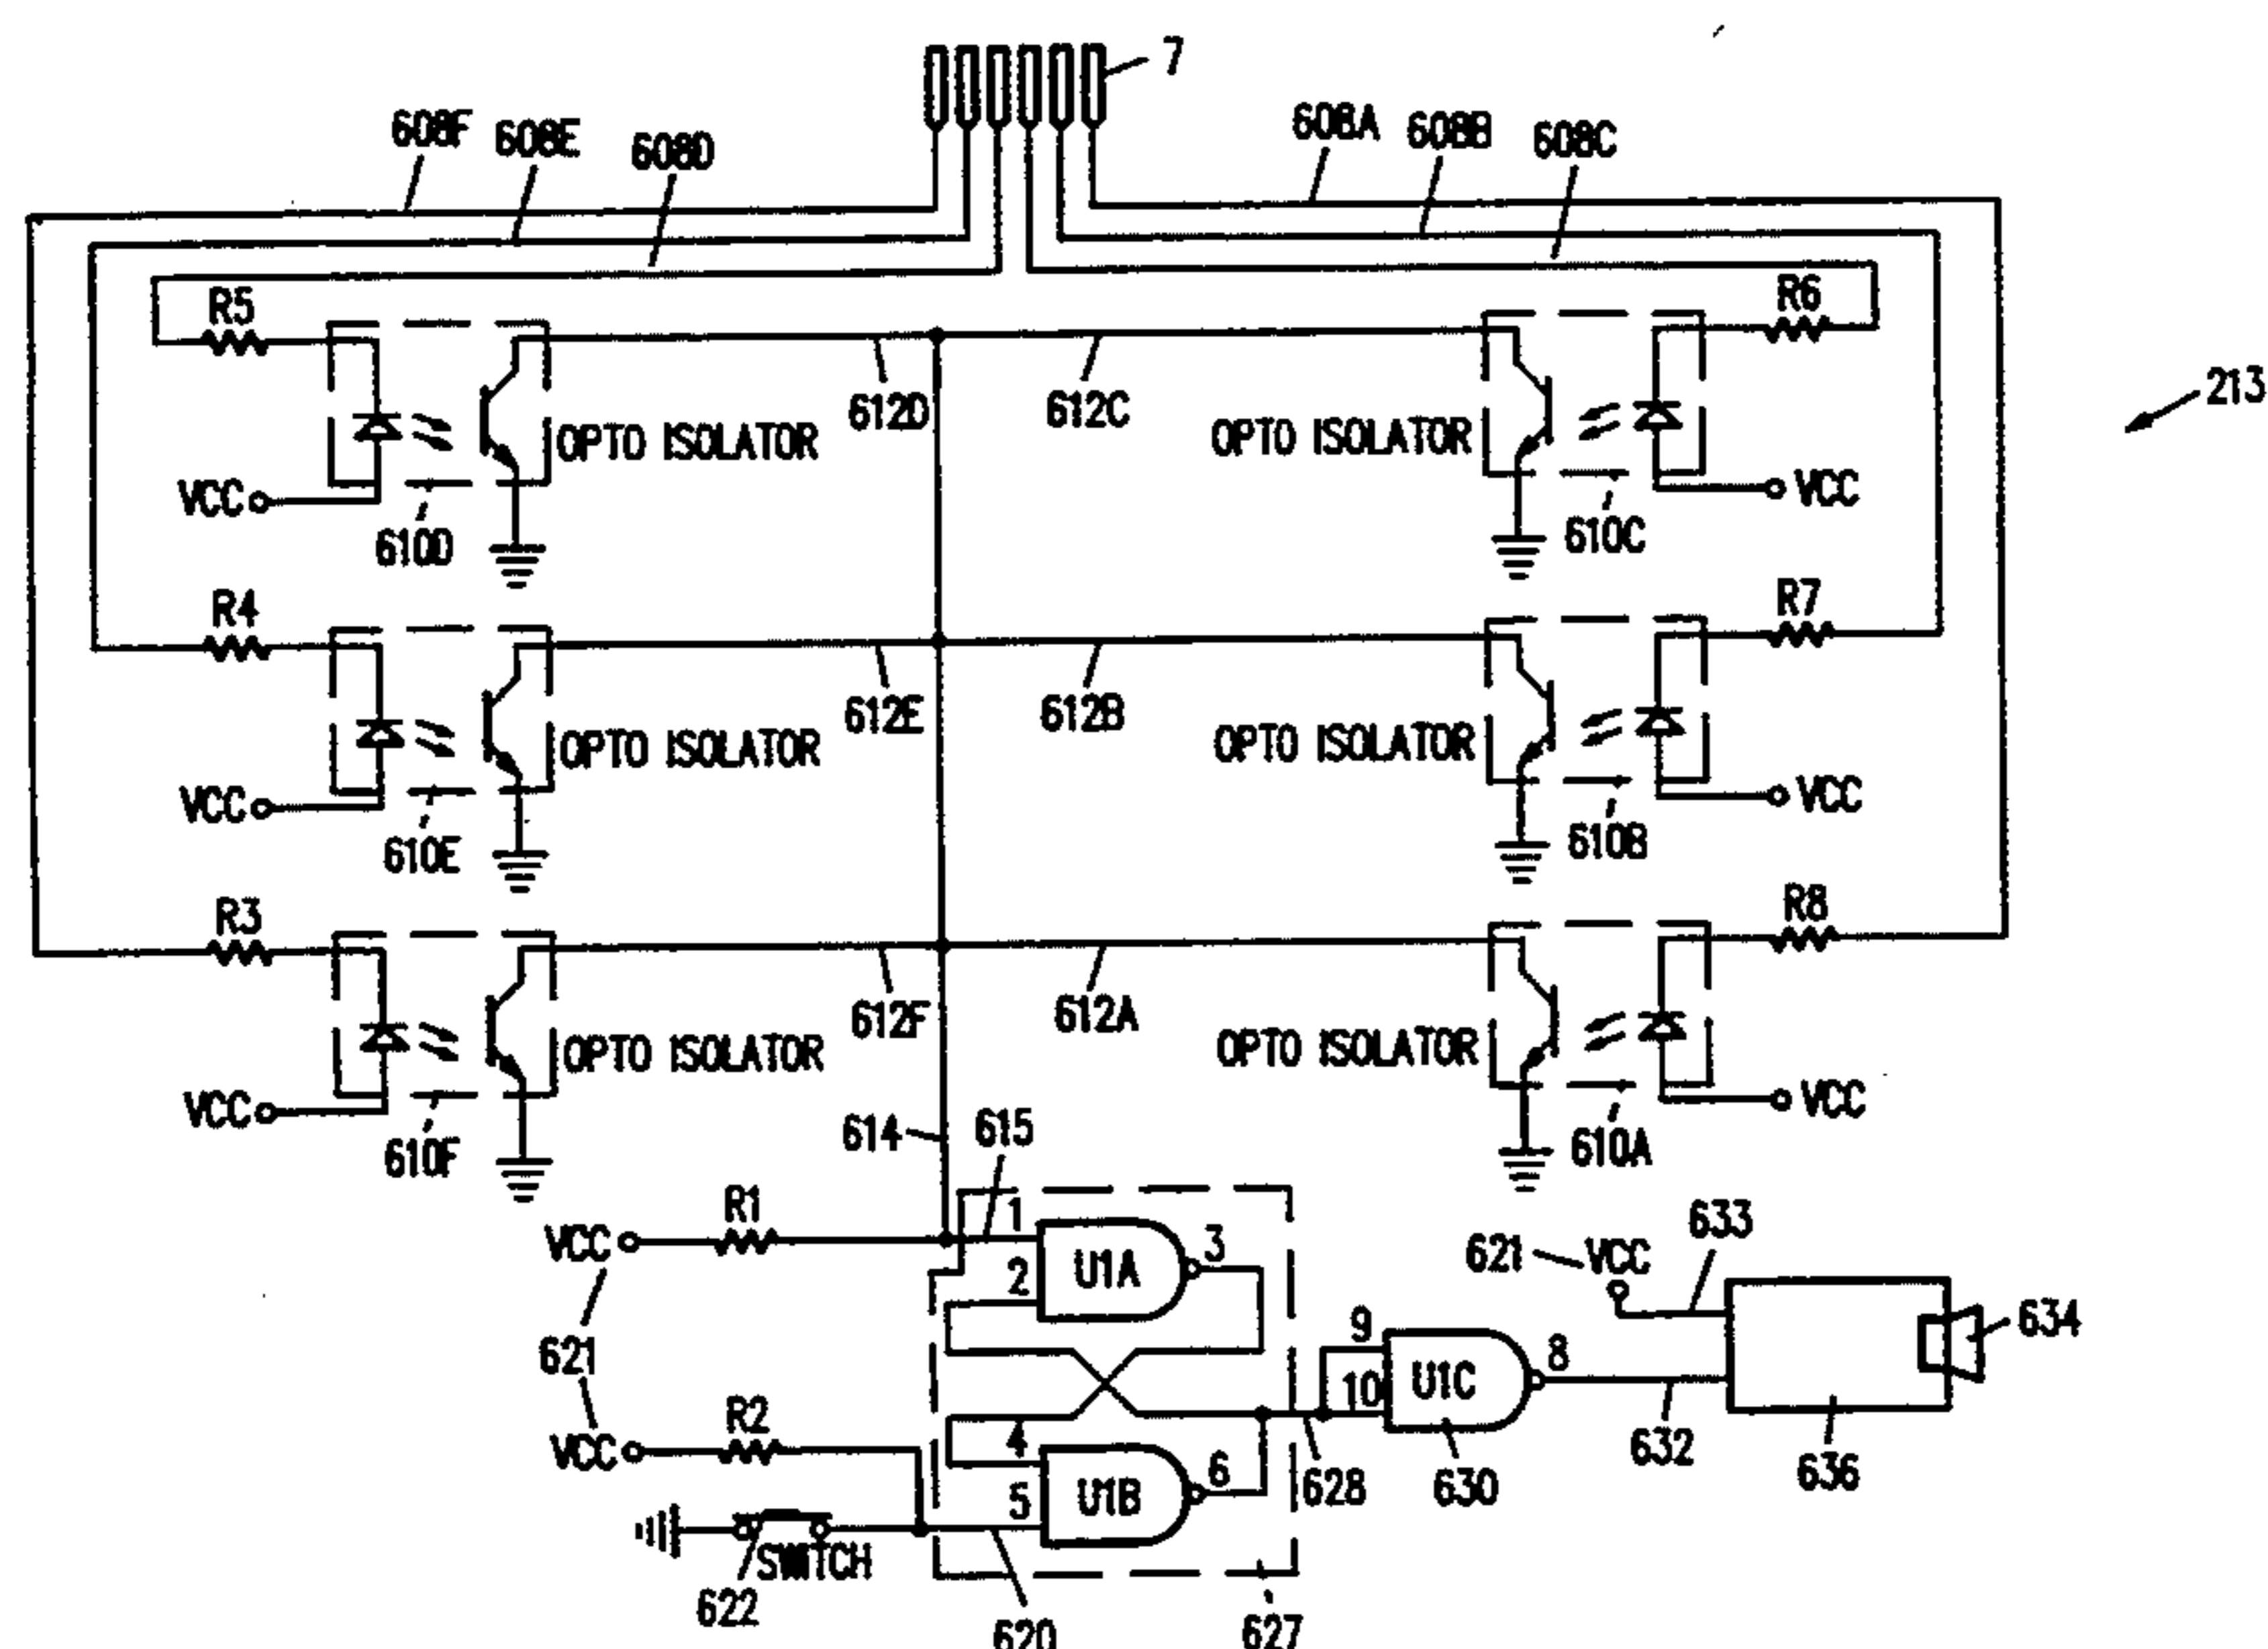 7
608F
608E
608D
608A
608B
608C
R5
R6
213
612D
612C
OPTO ISOLATOR
OPTO ISOLATOR
VCC
VCC
610D
610C
R4
R7
612E
612B
OPTO ISOLATOR
OPTO ISOLATOR
VCC
VCC
610E
610B
R3
R8
612F
612A
OPTO ISOLATOR
OPTO ISOLATOR
VCC
VCC
610F
610A
614
615
R1
1
VCC
2
U1A
3
621
VCC
633
621
634
9
10
U1C
8
R2
VCC
4
5
U1B
6
628
630
632
636
SWITCH
622
620
627